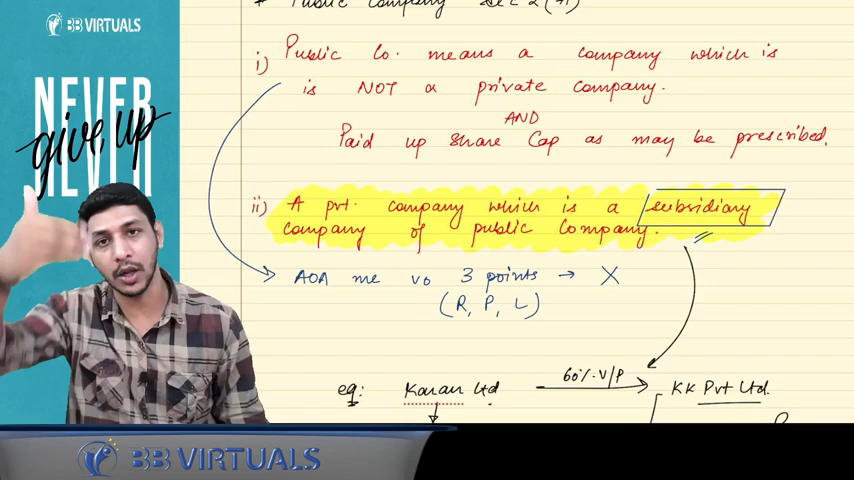 * Public Company Sec 2(71)
BB VIRTUALS
NEVER
give up
NEVER
i) Public Co. means a company which is
is NOT a private company.
AND
Paid up share Cap as may be prescribed.
ii) A pvt. company which is a subsidiary
company of public Company.
AOA me vo 3 points → X
(R, P, L)
eg: Karan Ltd 60% V/P KK Pvt Ltd.
BB VIRTUALS